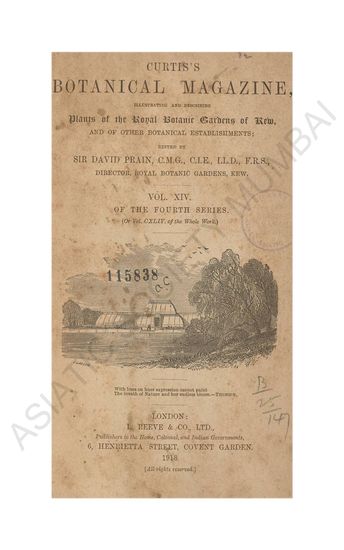 CURTIS'S
BOTANICAL MAGAZINE,
ILLUSTRATING AND DESCRIBING
Plants of the Royal Botanic Gardens of Kew,
AND OF OTHER BOTANICAL ESTABLISHMENTS;
EDITED BY
SIR DAVID PRAIN, C.M.G., C.I.E., LL.D., F.R.S.,
DIRECTOR, ROYAL BOTANIC GARDENS, KEW.
VOL. XIV.
OF THE FOURTH SERIES.
(Or Vol. CXLIV. of the Whole Work.)
115838
With lines on lines expression cannot paint
The breath of Nature and her endless bloom.—THOMSON.
LONDON:
L. REEVE & CO., LTD.,
Publishers to the Home, Colonial, and Indian Governments,
6, HENRIETTA STREET, COVENT GARDEN.
1918.
[All rights reserved.]
ASIATIC SOCIETY MUMBAI